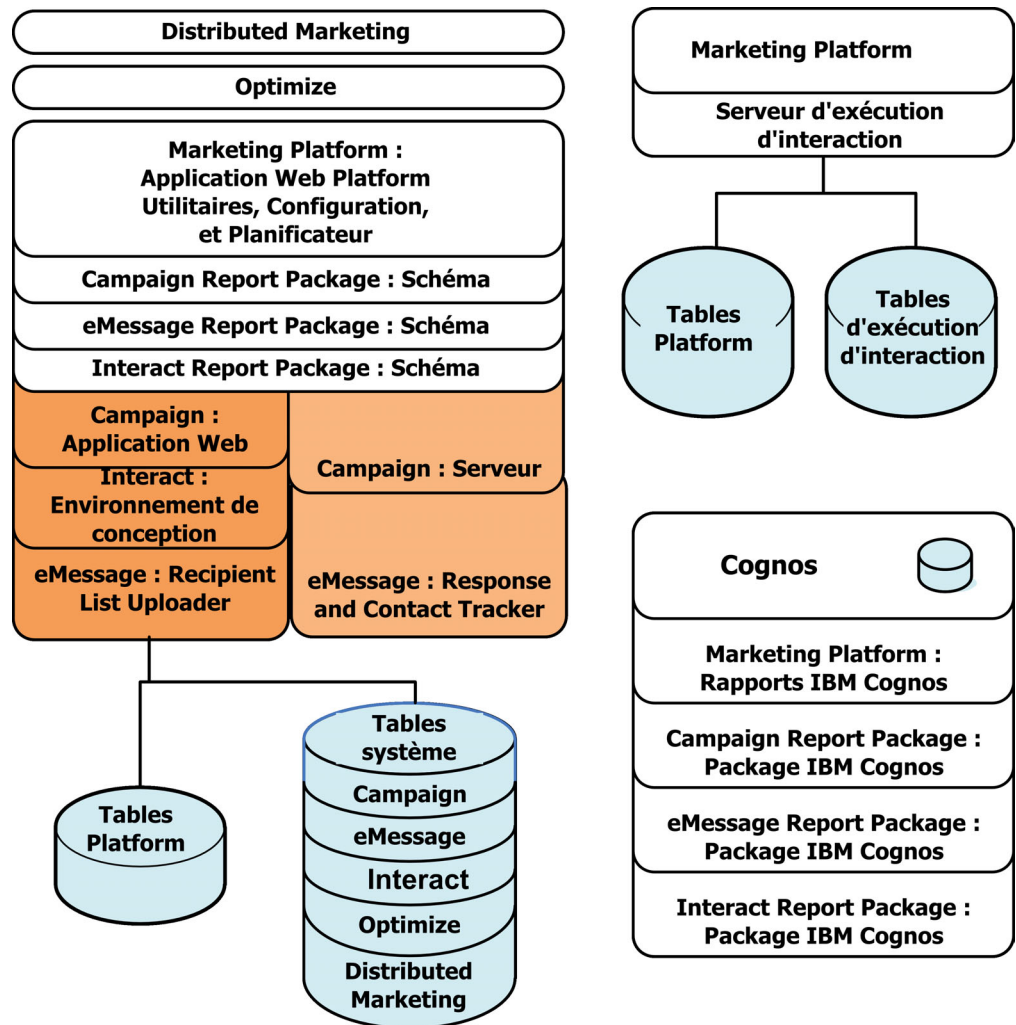 Distributed Marketing
Optimize
Marketing Platform :
Application Web Platform
Utilitaires, Configuration,
et Planificateur
Campaign Report Package : Schéma
eMessage Report Package : Schéma
Interact Report Package : Schéma
Campaign :
Application Web
Interact :
Environnement de
conception
eMessage : Recipient
List Uploader
Campaign : Serveur
eMessage : Response
and Contact Tracker
Tables
Platform
Tables
système
Campaign
eMessage
Interact
Optimize
Distributed
Marketing
Marketing Platform
Serveur d'exécution
d'interaction
Tables
Platform
Tables
d'exécution
d'interaction
Cognos
Marketing Platform :
Rapports IBM Cognos
Campaign Report Package :
Package IBM Cognos
eMessage Report Package :
Package IBM Cognos
Interact Report Package :
Package IBM Cognos